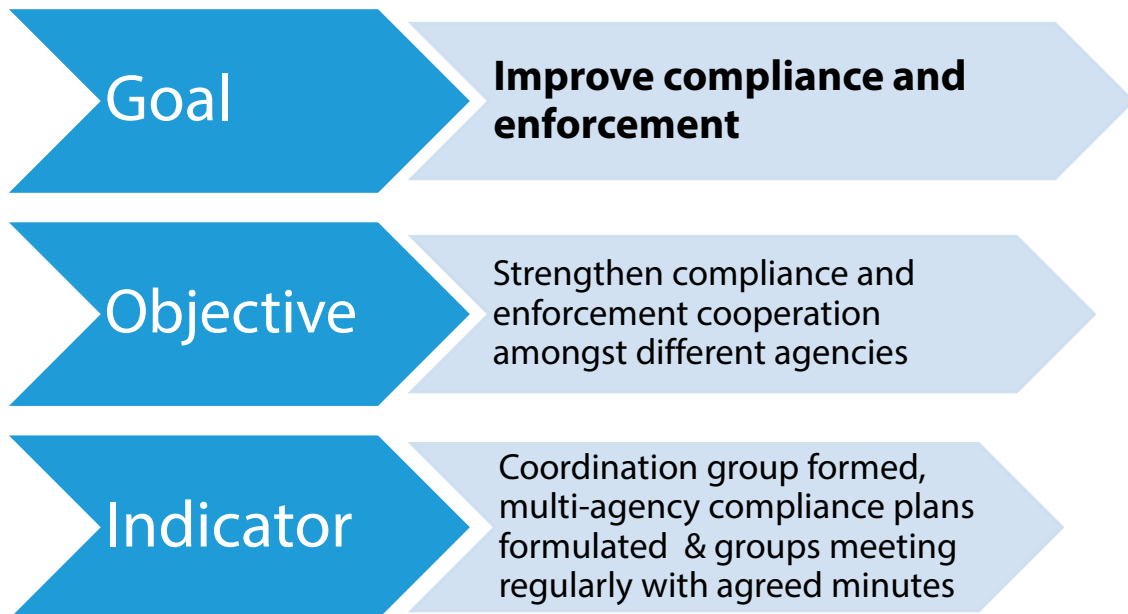 Goal
Improve compliance and
enforcement
Objective
Strengthen compliance and
enforcement cooperation
amongst different agencies
Indicator
Coordination group formed,
multi-agency compliance plans
formulated & groups meeting
regularly with agreed minutes